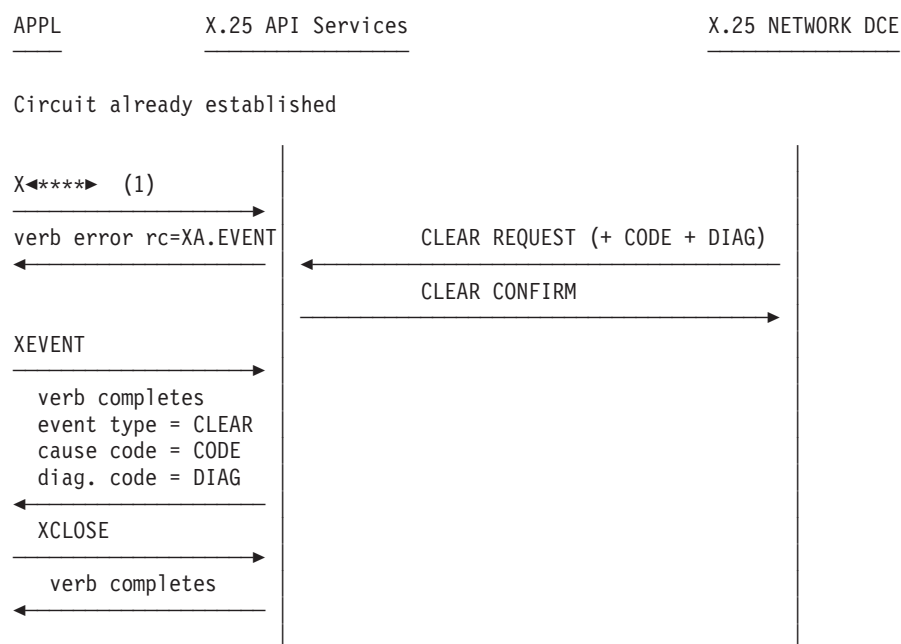 APPL X.25 API Services X.25 NETWORK DCE
Circuit already established
X◄****► (1)
verb error rc=XA.EVENT CLEAR REQUEST (+ CODE + DIAG)
CLEAR CONFIRM
XEVENT
verb completes
event type = CLEAR
cause code = CODE
diag. code = DIAG
XCLOSE
verb completes